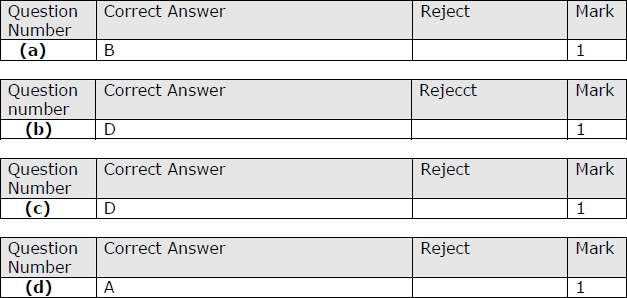 Question Number Correct Answer Reject Mark
(a) B 1
Question number Correct Answer Rejecct Mark
(b) D 1
Question Number Correct Answer Reject Mark
(c) D 1
Question Number Correct Answer Reject Mark
(d) A 1